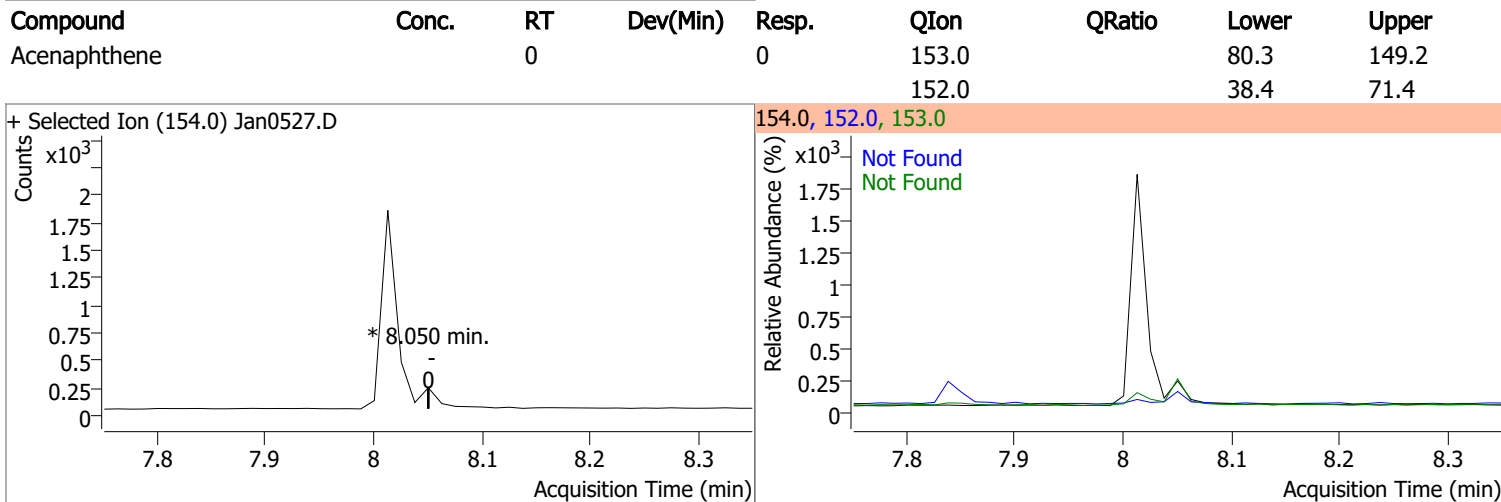 Compound Conc. RT Dev(Min) Resp. QIon QRatio Lower Upper
Acenaphthene 0 0 153.0 80.3 149.2
152.0 38.4 71.4
+ Selected Ion (154.0) Jan0527.D
Counts
x10³
2
1.75
1.5
1.25
1
0.75
0.5
0.25
0
* 8.050 min.
-
0
7.8 7.9 8 8.1 8.2 8.3
Acquisition Time (min)
154.0, 152.0, 153.0
Relative Abundance (%)
x10³
Not Found
Not Found
1.75
1.5
1.25
1
0.75
0.5
0.25
0
7.8 7.9 8 8.1 8.2 8.3
Acquisition Time (min)